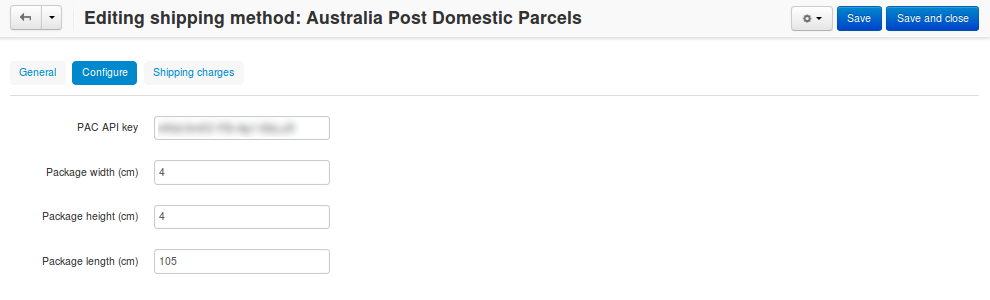 Editing shipping method: Australia Post Domestic Parcels
Save
Save and close
General
Configure
Shipping charges
PAC API key
Package width (cm)
4
Package height (cm)
4
Package length (cm)
105